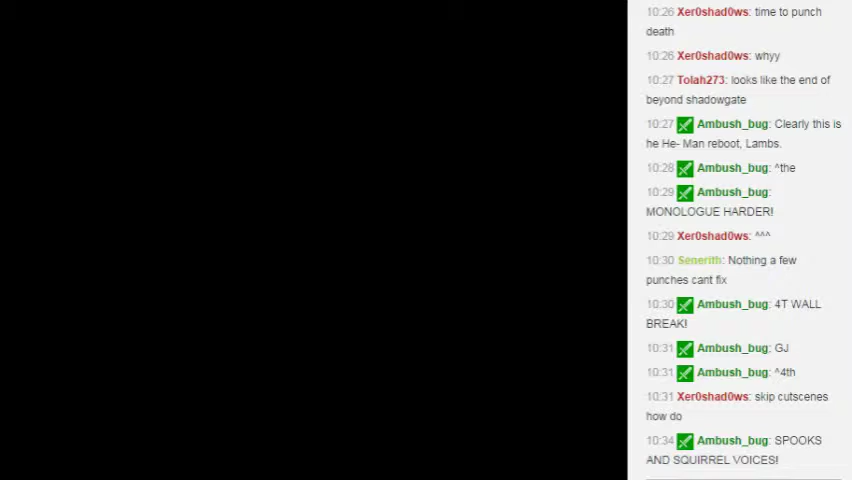 10:26 Xer0shad0ws: time to punch
death
10:26 Xer0shad0ws: whyy
10:27 Tolah273: looks like the end of
beyond shadowgate
10:27 Ambush_bug: Clearly this is
he He- Man reboot, Lambs.
10:28 Ambush_bug: ^the
10:29 Ambush_bug:
MONOLOGUE HARDER!
10:29 Xer0shad0ws: ^^^
10:30 Senerith: Nothing a few
punches cant fix
10:30 Ambush_bug: 4T WALL
BREAK!
10:31 Ambush_bug: GJ
10:31 Ambush_bug: ^4th
10:31 Xer0shad0ws: skip cutscenes
how do
10:34 Ambush_bug: SPOOKS
AND SQUIRREL VOICES!